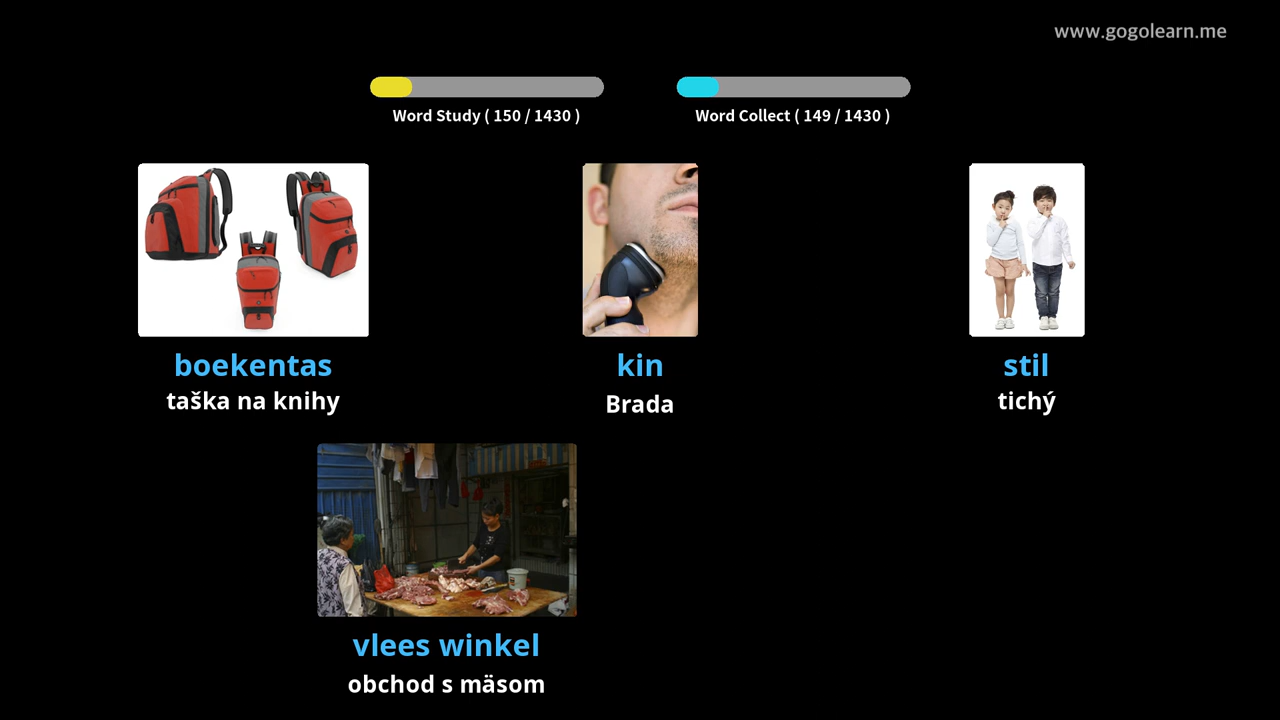 www.gogolearn.me
Word Study ( 150 / 1430 )
Word Collect ( 149 / 1430 )
boekentas
taška na knihy
kin
Brada
stil
tichý
vlees winkel
obchod s mäsom